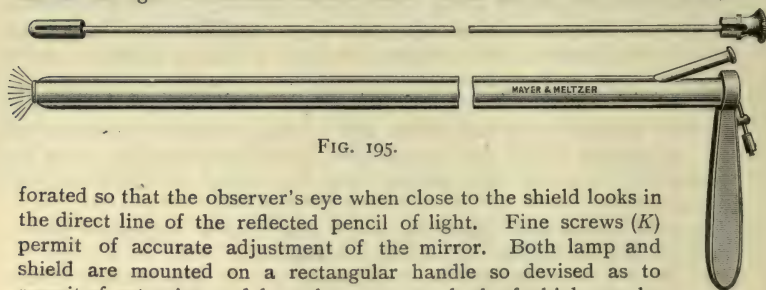 MAYER & MELTZER
FIG. 195.
forated so that the observer's eye when close to the shield looks in
the direct line of the reflected pencil of light. Fine screws (K)
permit of accurate adjustment of the mirror. Both lamp and
shield are mounted on a rectangular handle so devised as to